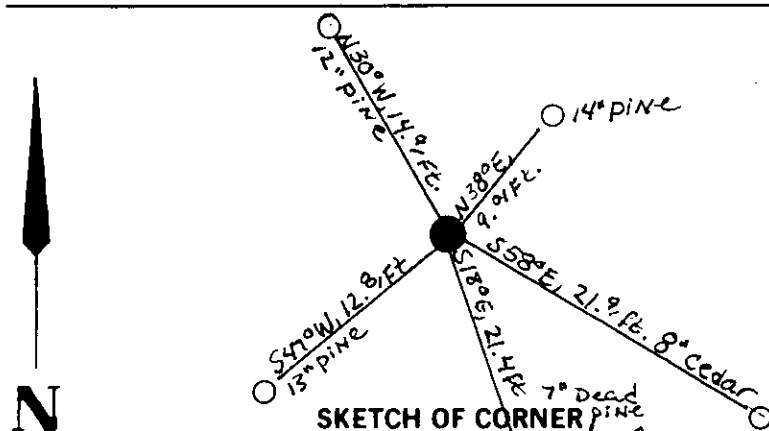 N30°W, 14.9, Ft.
12" PiNe
14" PiNe
N38°E,
9.9, Ft.
S58°E, 21.9, Ft. 8" Cedar
S18°E, 21.4 Ft
S47°W, 12.8, Ft
13" PiNe
7" Dead
PiNe
N
SKETCH OF CORNER